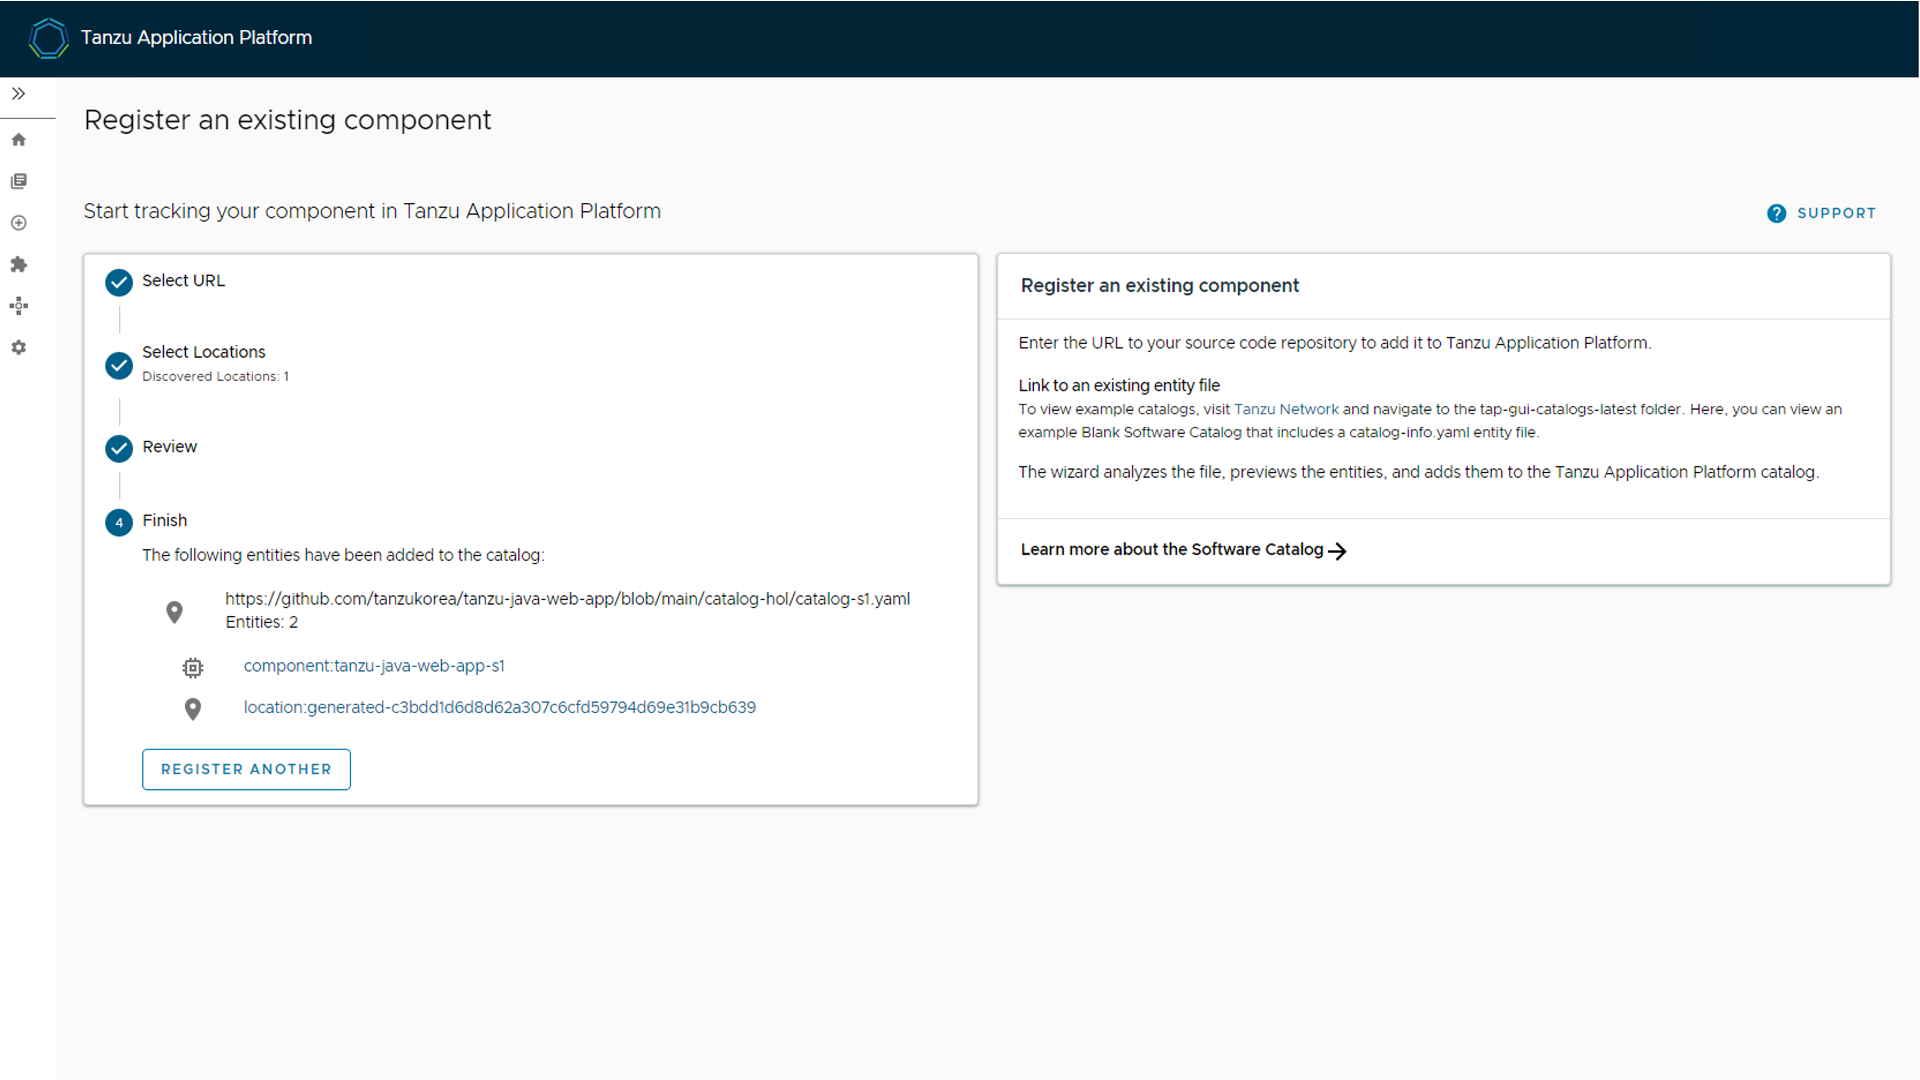 Tanzu Application Platform
Register an existing component
Start tracking your component in Tanzu Application Platform
? SUPPORT
Select URL
Select Locations
Discovered Locations: 1
Review
4 Finish
The following entities have been added to the catalog:
https://github.com/tanzukorea/tanzu-java-web-app/blob/main/catalog-hol/catalog-s1.yaml
Entities: 2
component:tanzu-java-web-app-s1
location:generated-c3bdd1d6d8d62a307c6cfd59794d69e31b9cb639
REGISTER ANOTHER
Register an existing component
Enter the URL to your source code repository to add it to Tanzu Application Platform.
Link to an existing entity file
To view example catalogs, visit Tanzu Network and navigate to the tap-gui-catalogs-latest folder. Here, you can view an
example Blank Software Catalog that includes a catalog-info.yaml entity file.
The wizard analyzes the file, previews the entities, and adds them to the Tanzu Application Platform catalog.
Learn more about the Software Catalog